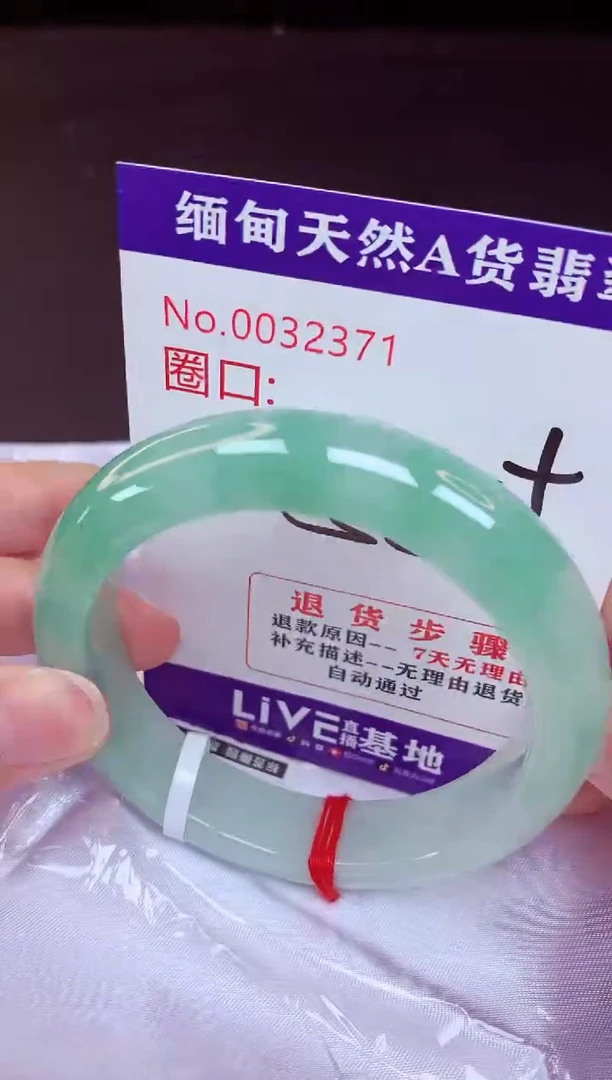 缅甸天然A货翡
No.0032371
圈口:
退货步骤
退款原因-- 7天无理由
补充描述--无理由退货
自动通过
LiVE直播基地